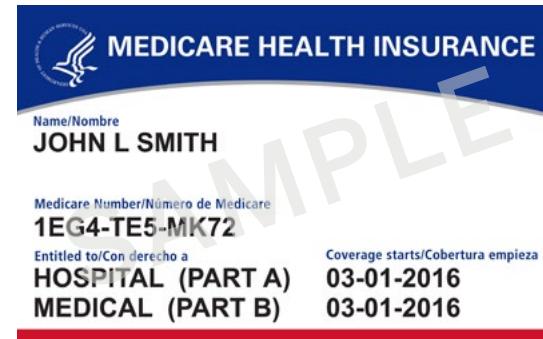 MEDICARE HEALTH INSURANCE
Name/Nombre
JOHN L SMITH
Medicare Number/Número de Medicare
1EG4-TE5-MK72
Entitled to/Con derecho a
Coverage starts/Cobertura empieza
HOSPITAL (PART A) 03-01-2016
MEDICAL (PART B) 03-01-2016
SAMPLE